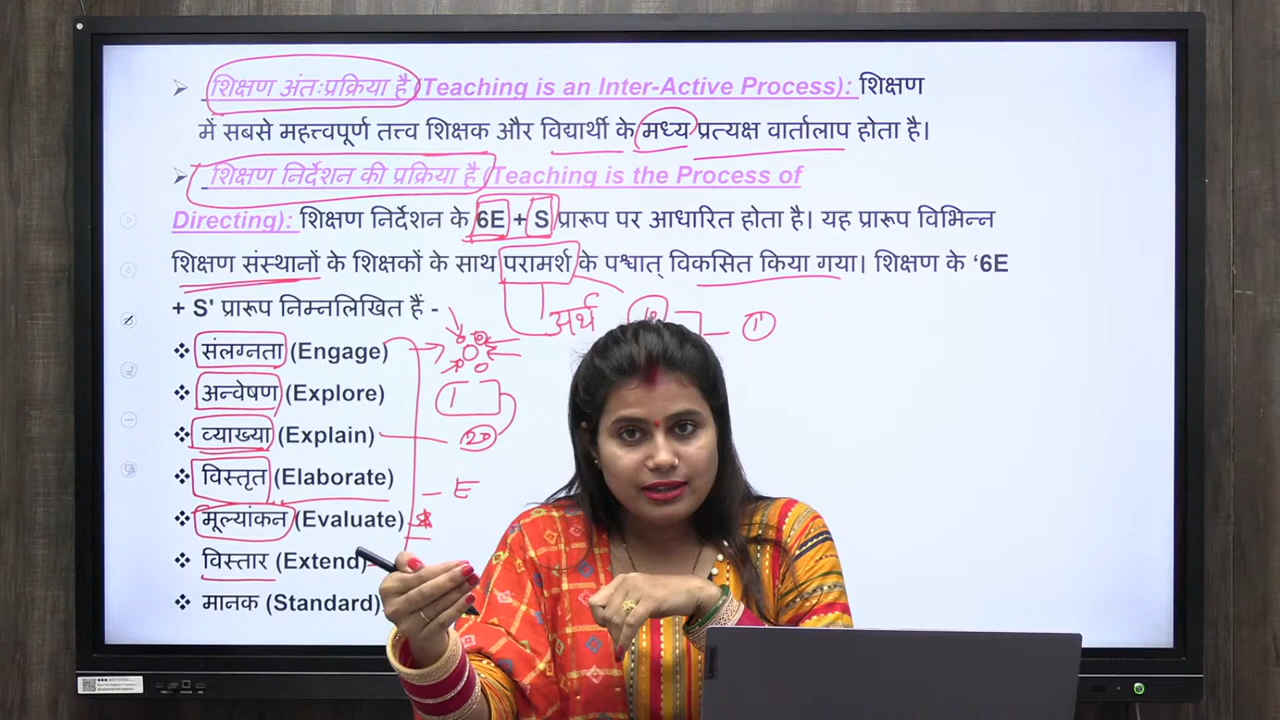 ➢ शिक्षण अंतःप्रक्रिया है (Teaching is an Inter-Active Process): शिक्षण
में सबसे महत्त्वपूर्ण तत्त्व शिक्षक और विद्यार्थी के मध्य प्रत्यक्ष वार्तालाप होता है।
➢ शिक्षण निर्देशन की प्रक्रिया है (Teaching is the Process of
Directing): शिक्षण निर्देशन के 6E + S प्रारूप पर आधारित होता है। यह प्रारूप विभिन्न
शिक्षण संस्थानों के शिक्षकों के साथ परामर्श के पश्चात् विकसित किया गया। शिक्षण के ‘6E
+ S' प्रारूप निम्नलिखित हैं -
अर्थ
❖ संलग्नता (Engage)
❖ अन्वेषण (Explore)
❖ व्याख्या (Explain)
❖ विस्तृत (Elaborate)
E
❖ मूल्यांकन (Evaluate)
❖ विस्तार (Extend)
❖ मानक (Standard)
Lenovo